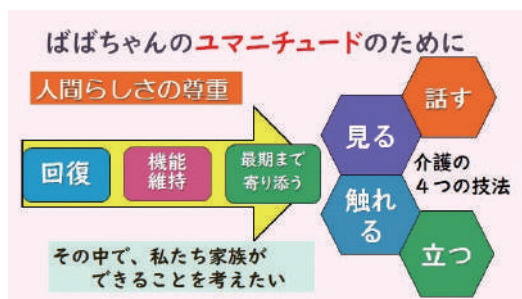 ばばちゃんのユマニチュードのために
人間らしさの尊重
回復
機能
維持
最期まで
寄り添う
見る
話す
触れ
る
立つ
介護の
４つの技法
その中で、私たち家族が
できることを考えたい